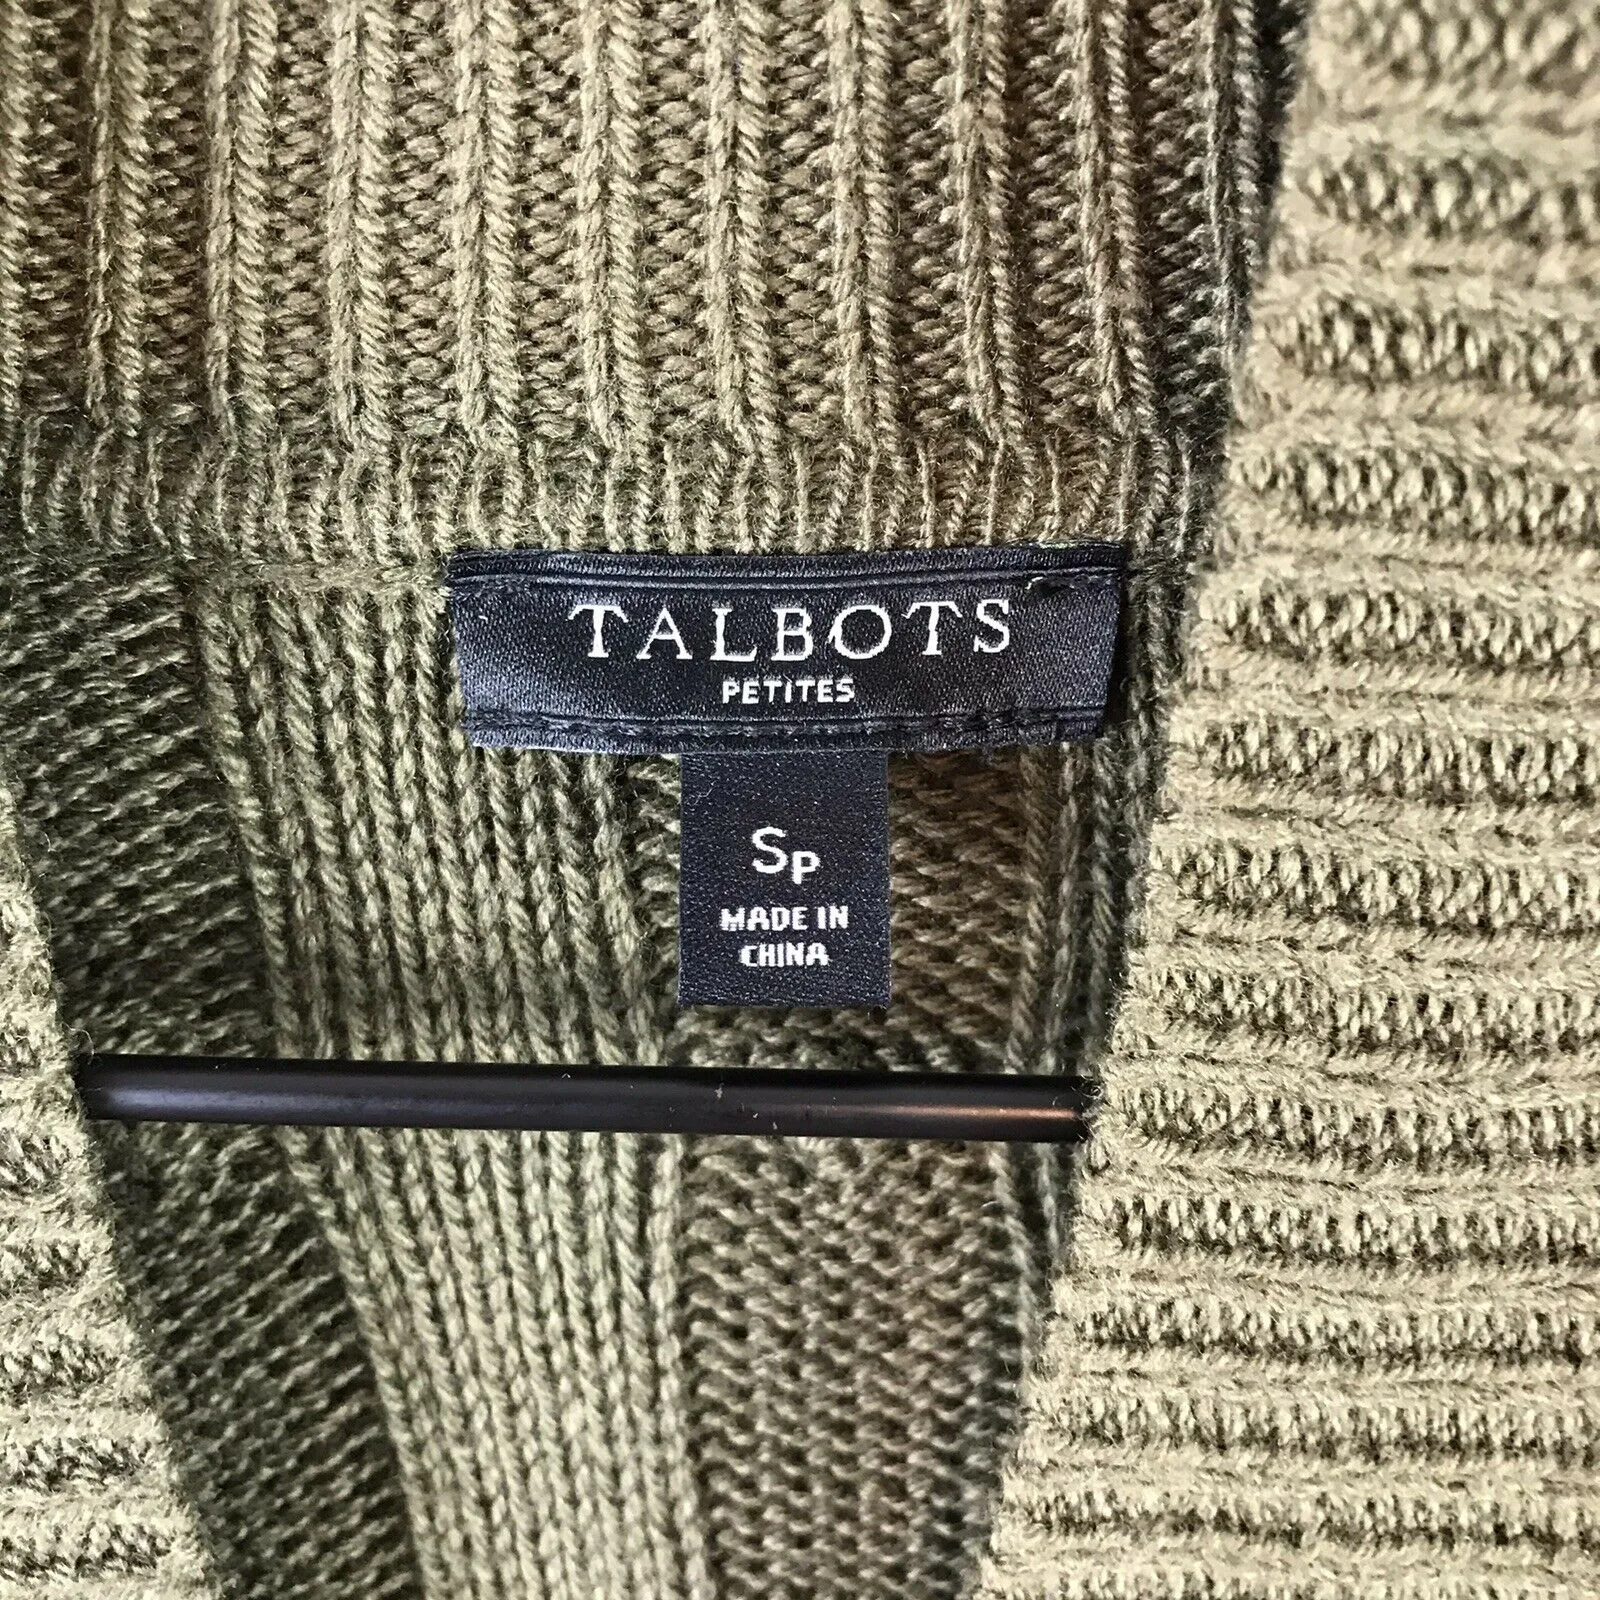 TALBOTS
PETITES
SP
MADE IN
CHINA